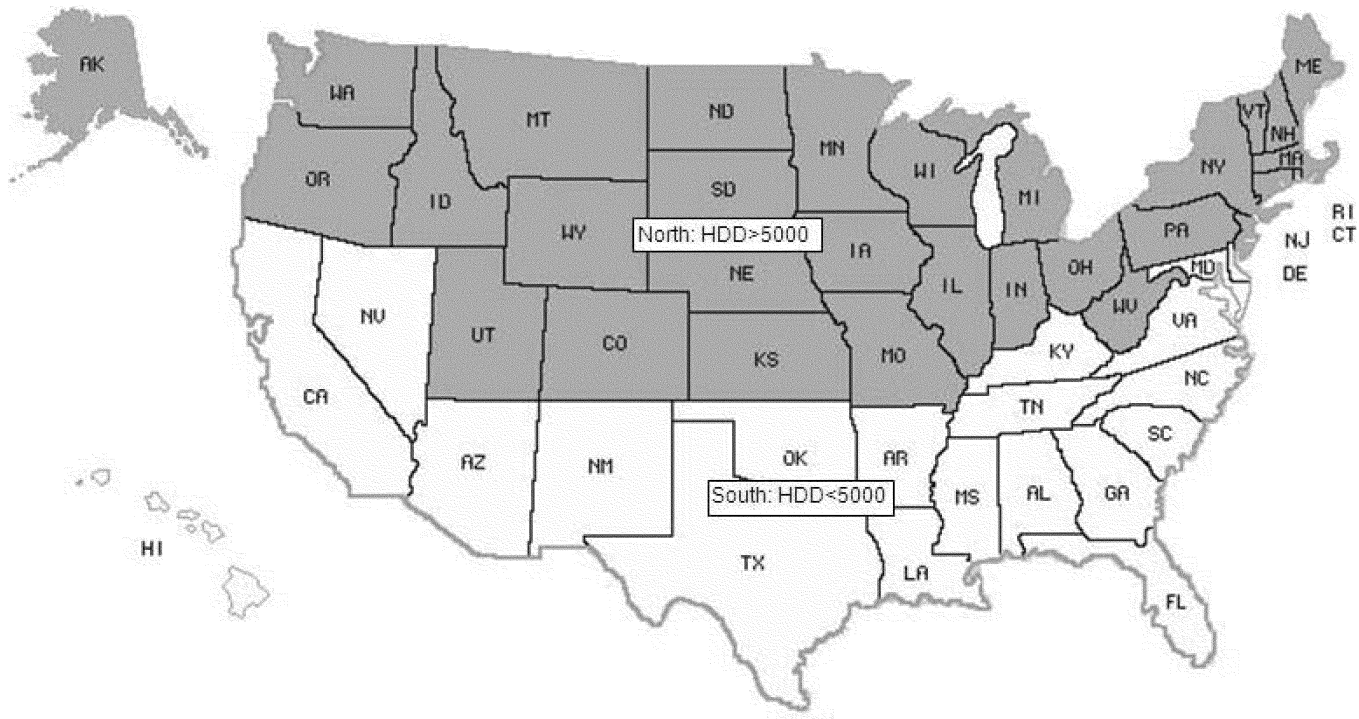 AK
WA
MT
ND
MN
ME
VT
NH
MA
NY
WI
MI
OR
ID
SD
WY
North: HDD>5000
IA
PA
RI
CT
NJ
DE
NE
OH
MD
IL
IN
WV
NV
UT
CO
KS
MO
VA
KY
CA
NC
TN
SC
AZ
NM
OK
AR
South: HDD<5000
MS
AL
GA
HI
TX
LA
FL